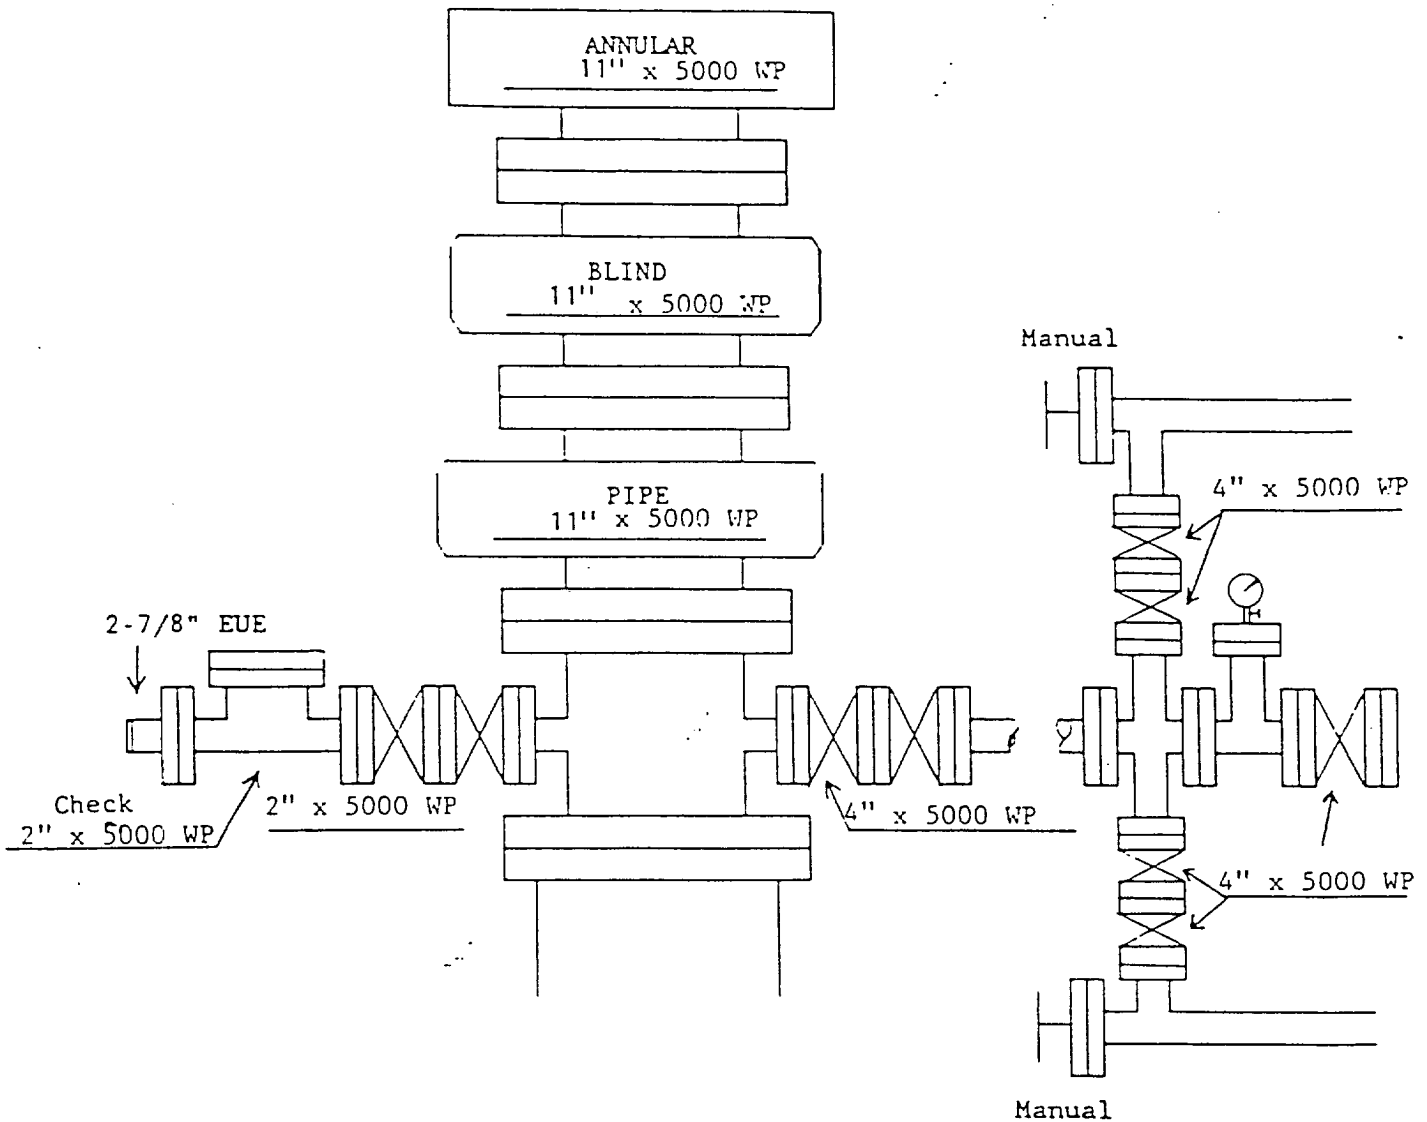 ANNULAR
11" x 5000 WP
BLIND
11" x 5000 WP
Manual
PIPE
11" x 5000 WP
4" x 5000 WP
2-7/8" EUE
Check
2" x 5000 WP
2" x 5000 WP
4" x 5000 WP
4" x 5000 WP
Manual